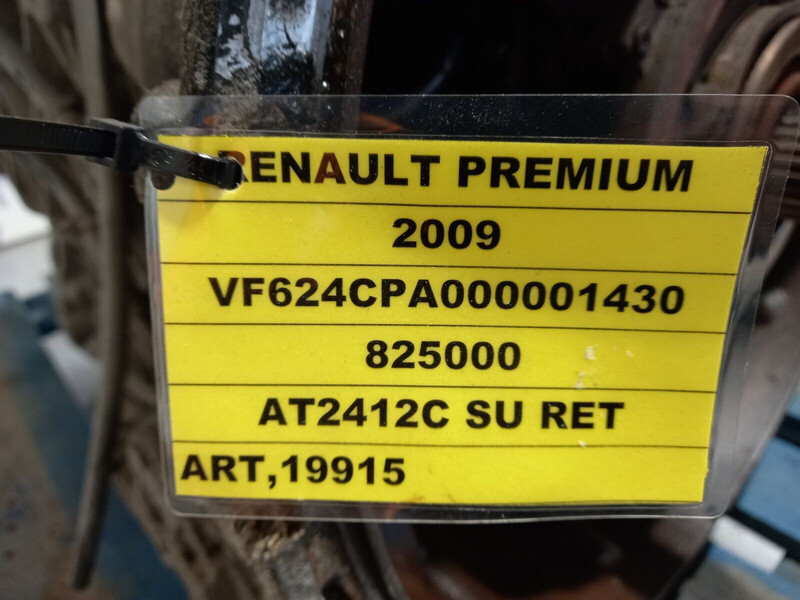 RENAULT PREMIUM
2009
VF624CPA000001430
825000
AT2412C SU RET
ART,19915